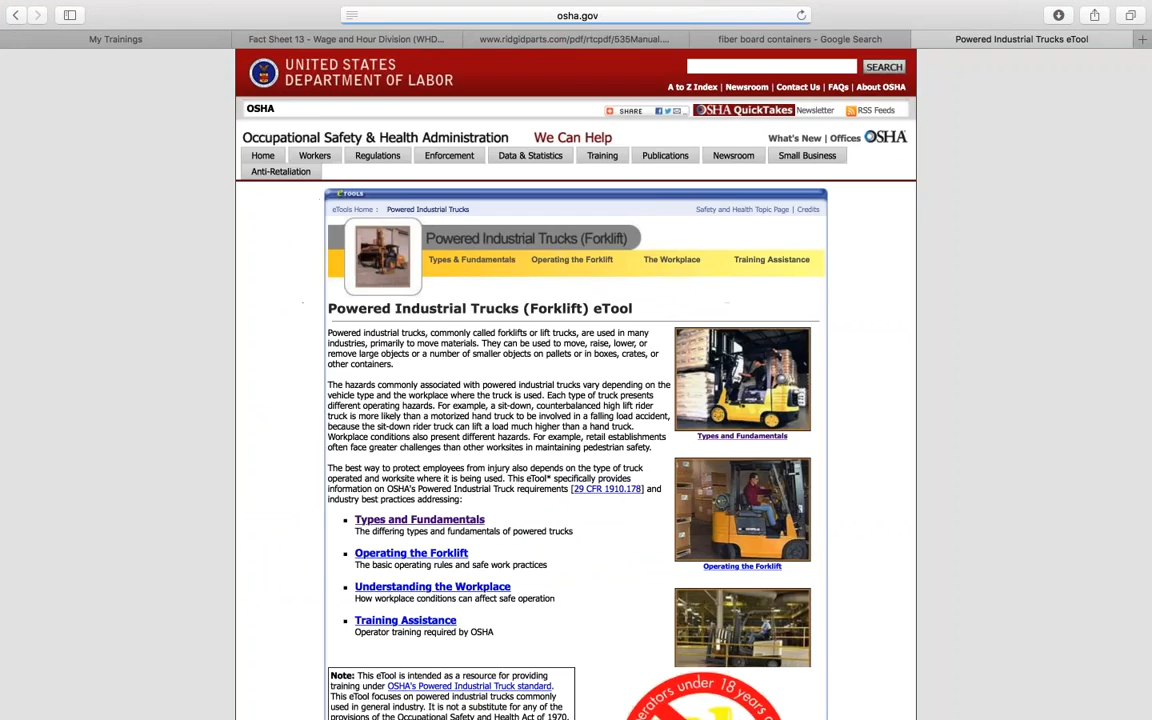 osha.gov
My Trainings
Fact Sheet 13 - Wage and Hour Division (WHD...
www.ridgidparts.com/pdf/rtcpdf/535Manual....
fiber board containers - Google Search
Powered Industrial Trucks eTool
UNITED STATES
DEPARTMENT OF LABOR
SEARCH
A to Z Index | Newsroom | Contact Us | FAQs | About OSHA
OSHA
SHARE
OSHA QuickTakes Newsletter
RSS Feeds
Occupational Safety & Health Administration We Can Help
What's New | Offices OSHA
Home Workers Regulations Enforcement Data & Statistics Training Publications Newsroom Small Business
Anti-Retaliation
eTOOLS
eTools Home : Powered Industrial Trucks
Safety and Health Topic Page | Credits
Powered Industrial Trucks (Forklift)
Types & Fundamentals Operating the Forklift The Workplace Training Assistance
Powered Industrial Trucks (Forklift) eTool
Powered industrial trucks, commonly called forklifts or lift trucks, are used in many
industries, primarily to move materials. They can be used to move, raise, lower, or
remove large objects or a number of smaller objects on pallets or in boxes, crates, or
other containers.
The hazards commonly associated with powered industrial trucks vary depending on the
vehicle type and the workplace where the truck is used. Each type of truck presents
different operating hazards. For example, a sit-down, counterbalanced high lift rider
truck is more likely than a motorized hand truck to be involved in a falling load accident,
because the sit-down rider truck can lift a load much higher than a hand truck.
Workplace conditions also present different hazards. For example, retail establishments
often face greater challenges than other worksites in maintaining pedestrian safety.
The best way to protect employees from injury also depends on the type of truck
operated and worksite where it is being used. This eTool* specifically provides
information on OSHA's Powered Industrial Truck requirements [29 CFR 1910.178] and
industry best practices addressing:
Types and Fundamentals
The differing types and fundamentals of powered trucks
Operating the Forklift
The basic operating rules and safe work practices
Understanding the Workplace
How workplace conditions can affect safe operation
Training Assistance
Operator training required by OSHA
Types and Fundamentals
Operating the Forklift
Note: This eTool is intended as a resource for providing
training under OSHA's Powered Industrial Truck standard.
This eTool focuses on powered industrial trucks commonly
used in general industry. It is not a substitute for any of the
provisions of the Occupational Safety and Health Act of 1970,
under 18 years